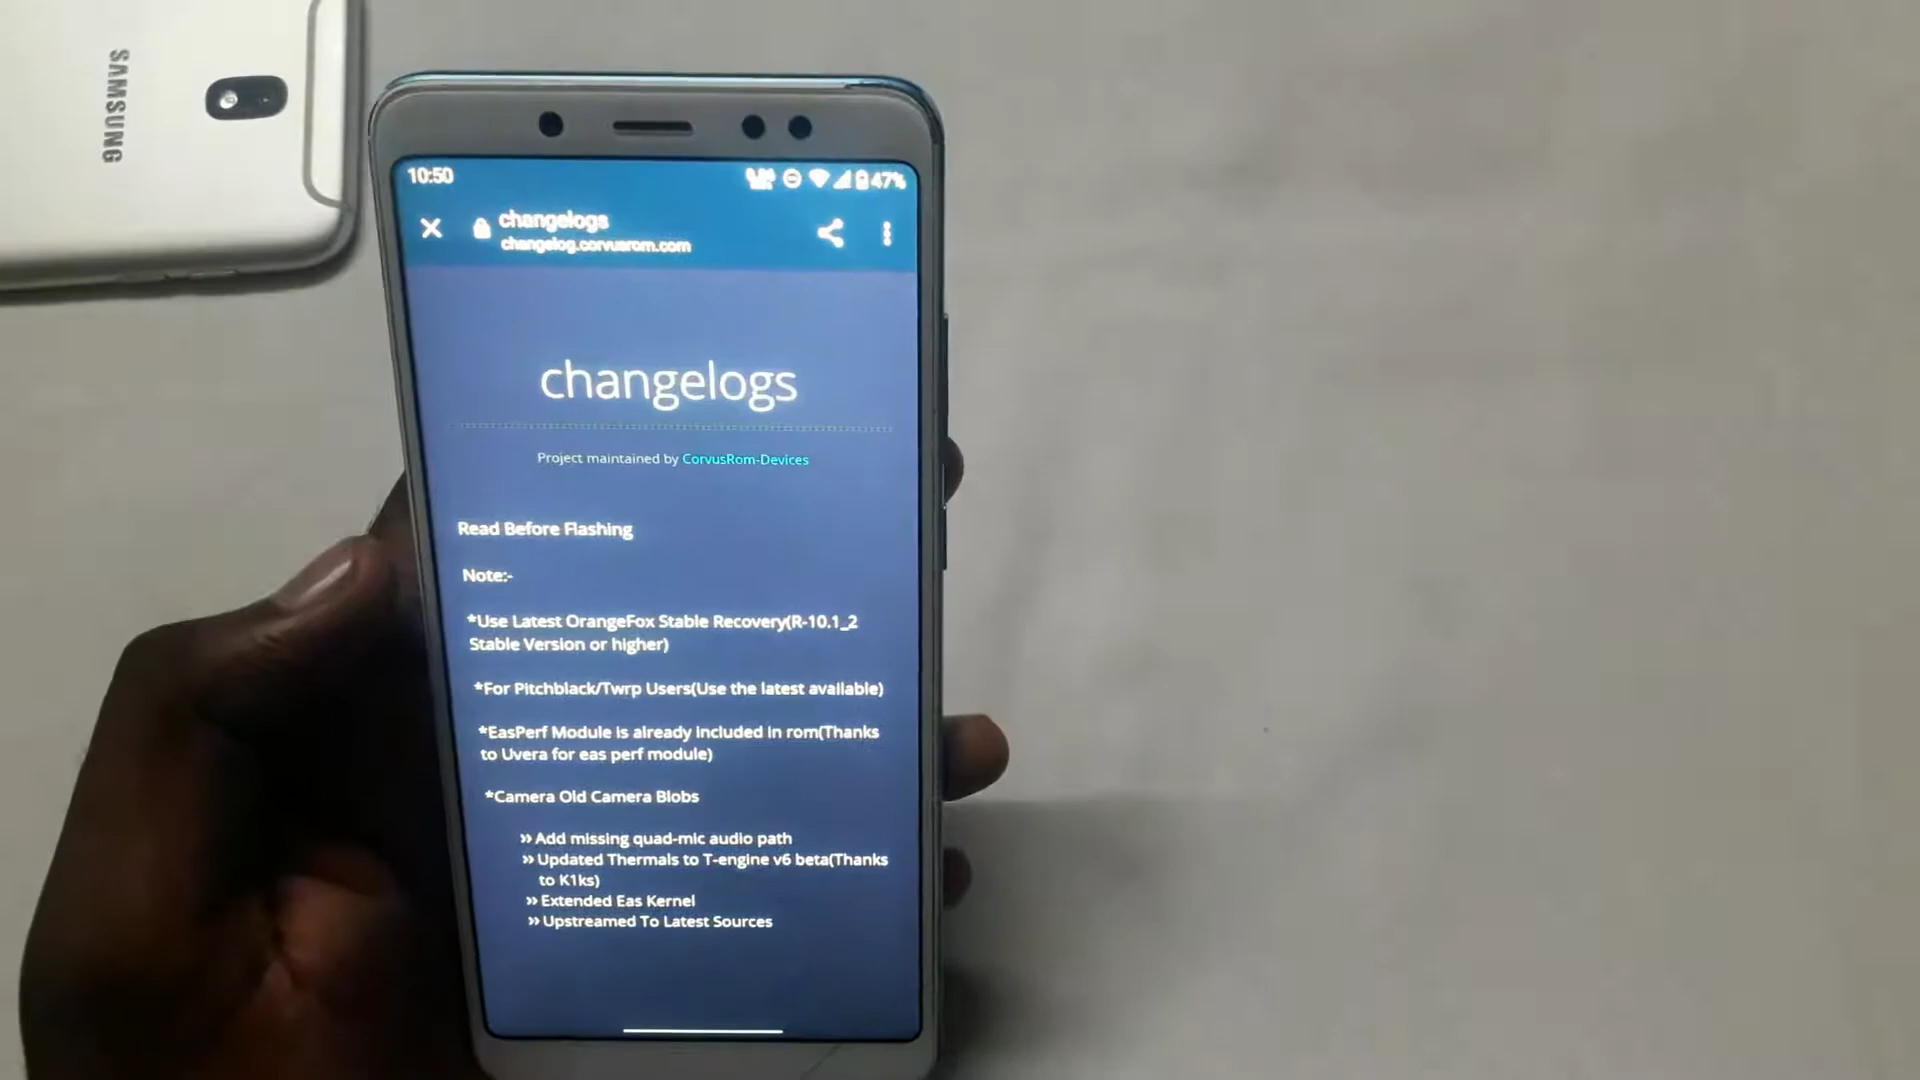 SAMSUNG
10:50
47%
changelogs
changelog.corvusrom.com
changelogs
Project maintained by CorvusRom-Devices
Read Before Flashing
Note:-
*Use Latest OrangeFox Stable Recovery(R-10.1_2
Stable Version or higher)
*For Pitchblack/Twrp Users(Use the latest available)
*EasPerf Module is already included in rom(Thanks
to Uvera for eas perf module)
*Camera Old Camera Blobs
» Add missing quad-mic audio path
» Updated Thermals to T-engine v6 beta(Thanks
to K1ks)
» Extended Eas Kernel
» Upstreamed To Latest Sources